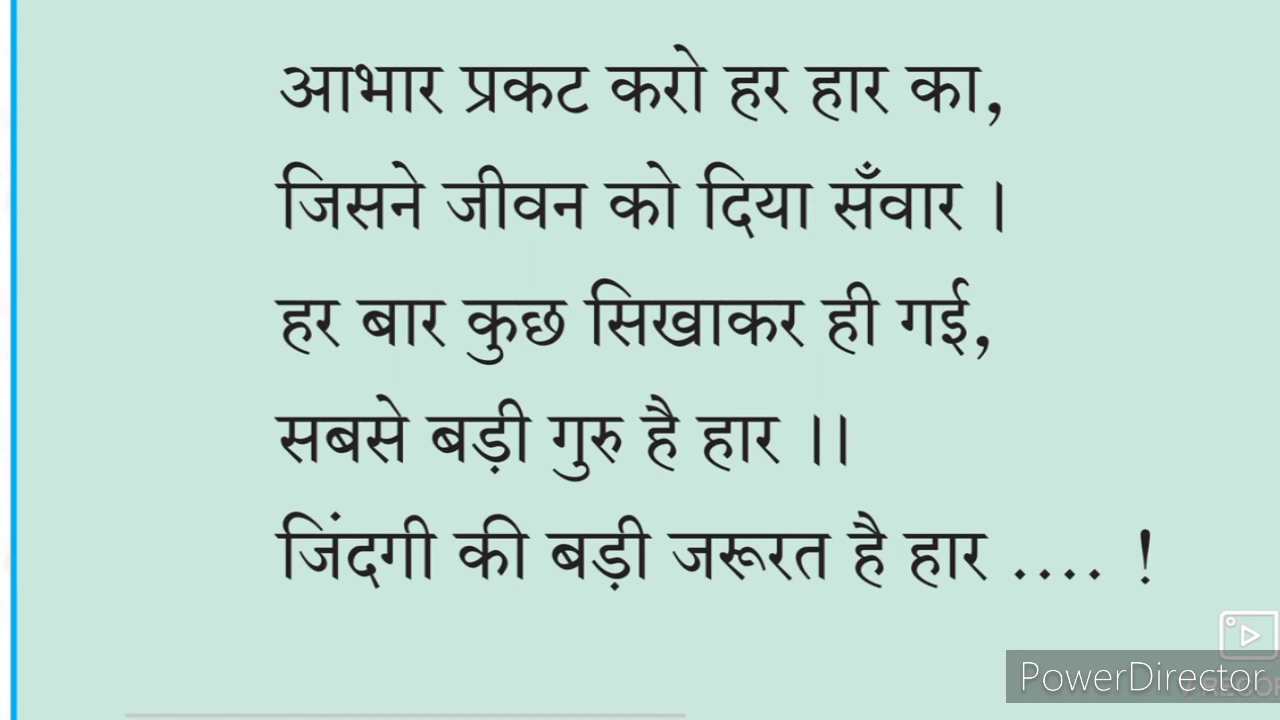 आभार प्रकट करो हर हार का,
जिसने जीवन को दिया सँवार ।
हर बार कुछ सिखाकर ही गई,
सबसे बड़ी गुरु है हार ।।
जिंदगी की बड़ी जरूरत है हार .... !
PowerDirector